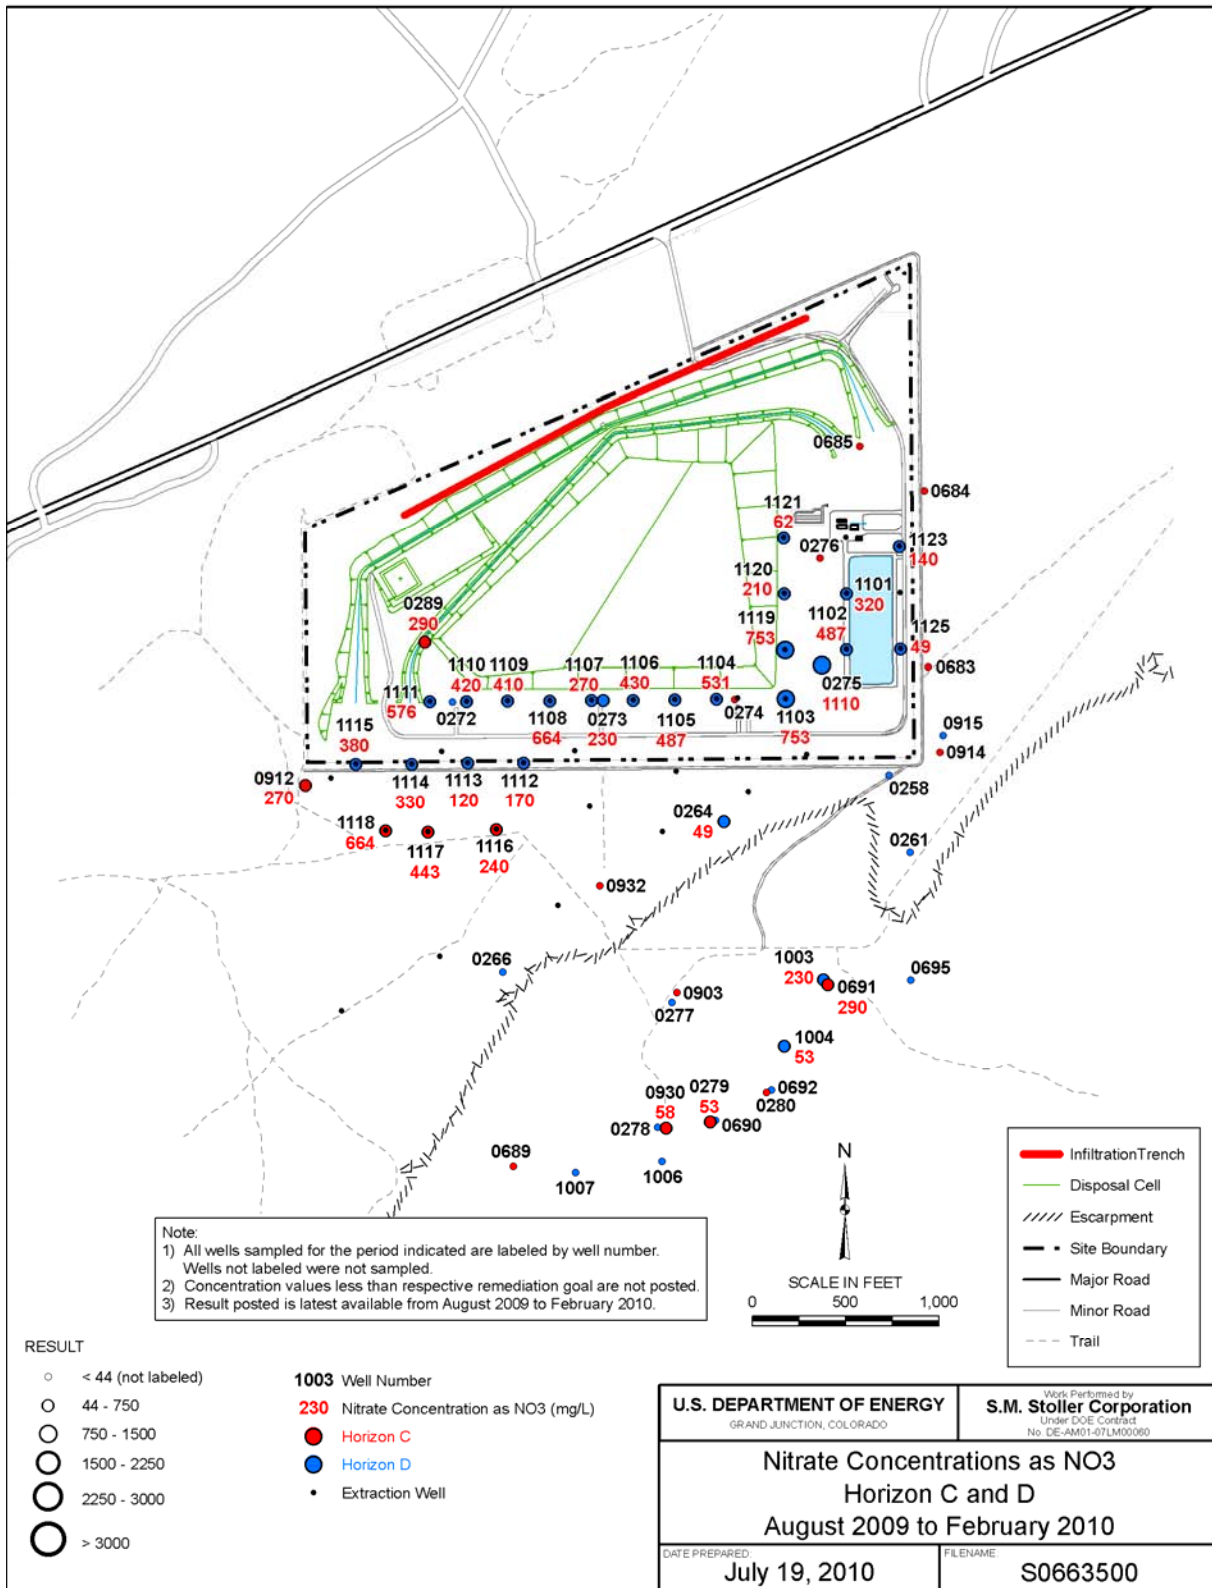 0685
0684
1121
62
0276
1123
140
1120
210
1101
320
0289
290
1119
753
1102
487
1125
49
0683
1110
420
1109
410
1107
270
1106
430
1104
531
0275
1110
1111
576
0272
1108
664
0273
230
1105
487
0274
1103
753
1115
380
0915
0914
0912
270
1114
330
1113
120
1112
170
0258
0264
49
1118
664
1117
443
1116
240
0261
0932
0266
1003
230
0691
290
0695
0903
0277
1004
53
0930
58
0279
53
0692
0280
0278
0690
0689
1007
1006
N
SCALE IN FEET
0 500 1,000
Infiltration Trench
Disposal Cell
Escarpment
Site Boundary
Major Road
Minor Road
Trail
Note:
1) All wells sampled for the period indicated are labeled by well number.
Wells not labeled were not sampled.
2) Concentration values less than respective remediation goal are not posted.
3) Result posted is latest available from August 2009 to February 2010.
RESULT
< 44 (not labeled)
44 - 750
750 - 1500
1500 - 2250
2250 - 3000
> 3000
1003 Well Number
230 Nitrate Concentration as NO3 (mg/L)
Horizon C
Horizon D
Extraction Well
U.S. DEPARTMENT OF ENERGY
GRAND JUNCTION, COLORADO
Work Performed by
S.M. Stoller Corporation
Under DOE Contract
No. DE-AM01-07LM00060
Nitrate Concentrations as NO3
Horizon C and D
August 2009 to February 2010
DATE PREPARED:
July 19, 2010
FILENAME:
S0663500